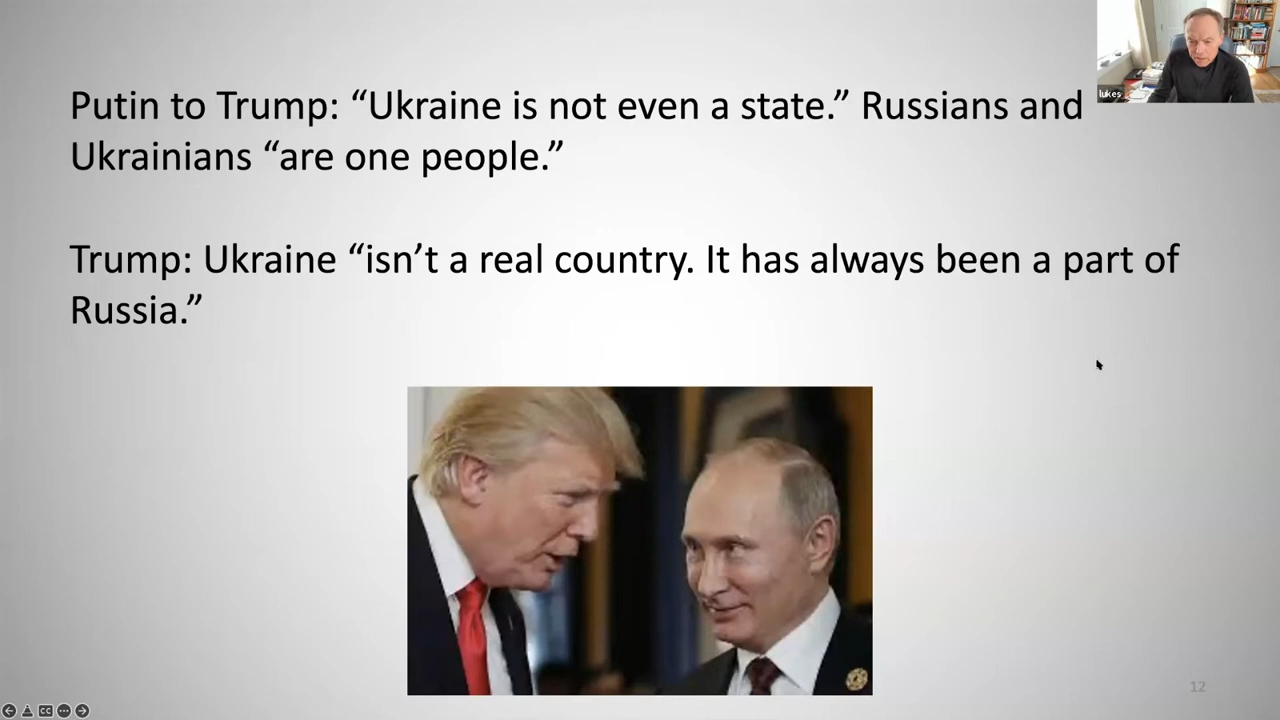 Putin to Trump: “Ukraine is not even a state.” Russians and
Ukrainians “are one people.”
Trump: Ukraine “isn’t a real country. It has always been a part of
Russia.”
lukes
12
CC